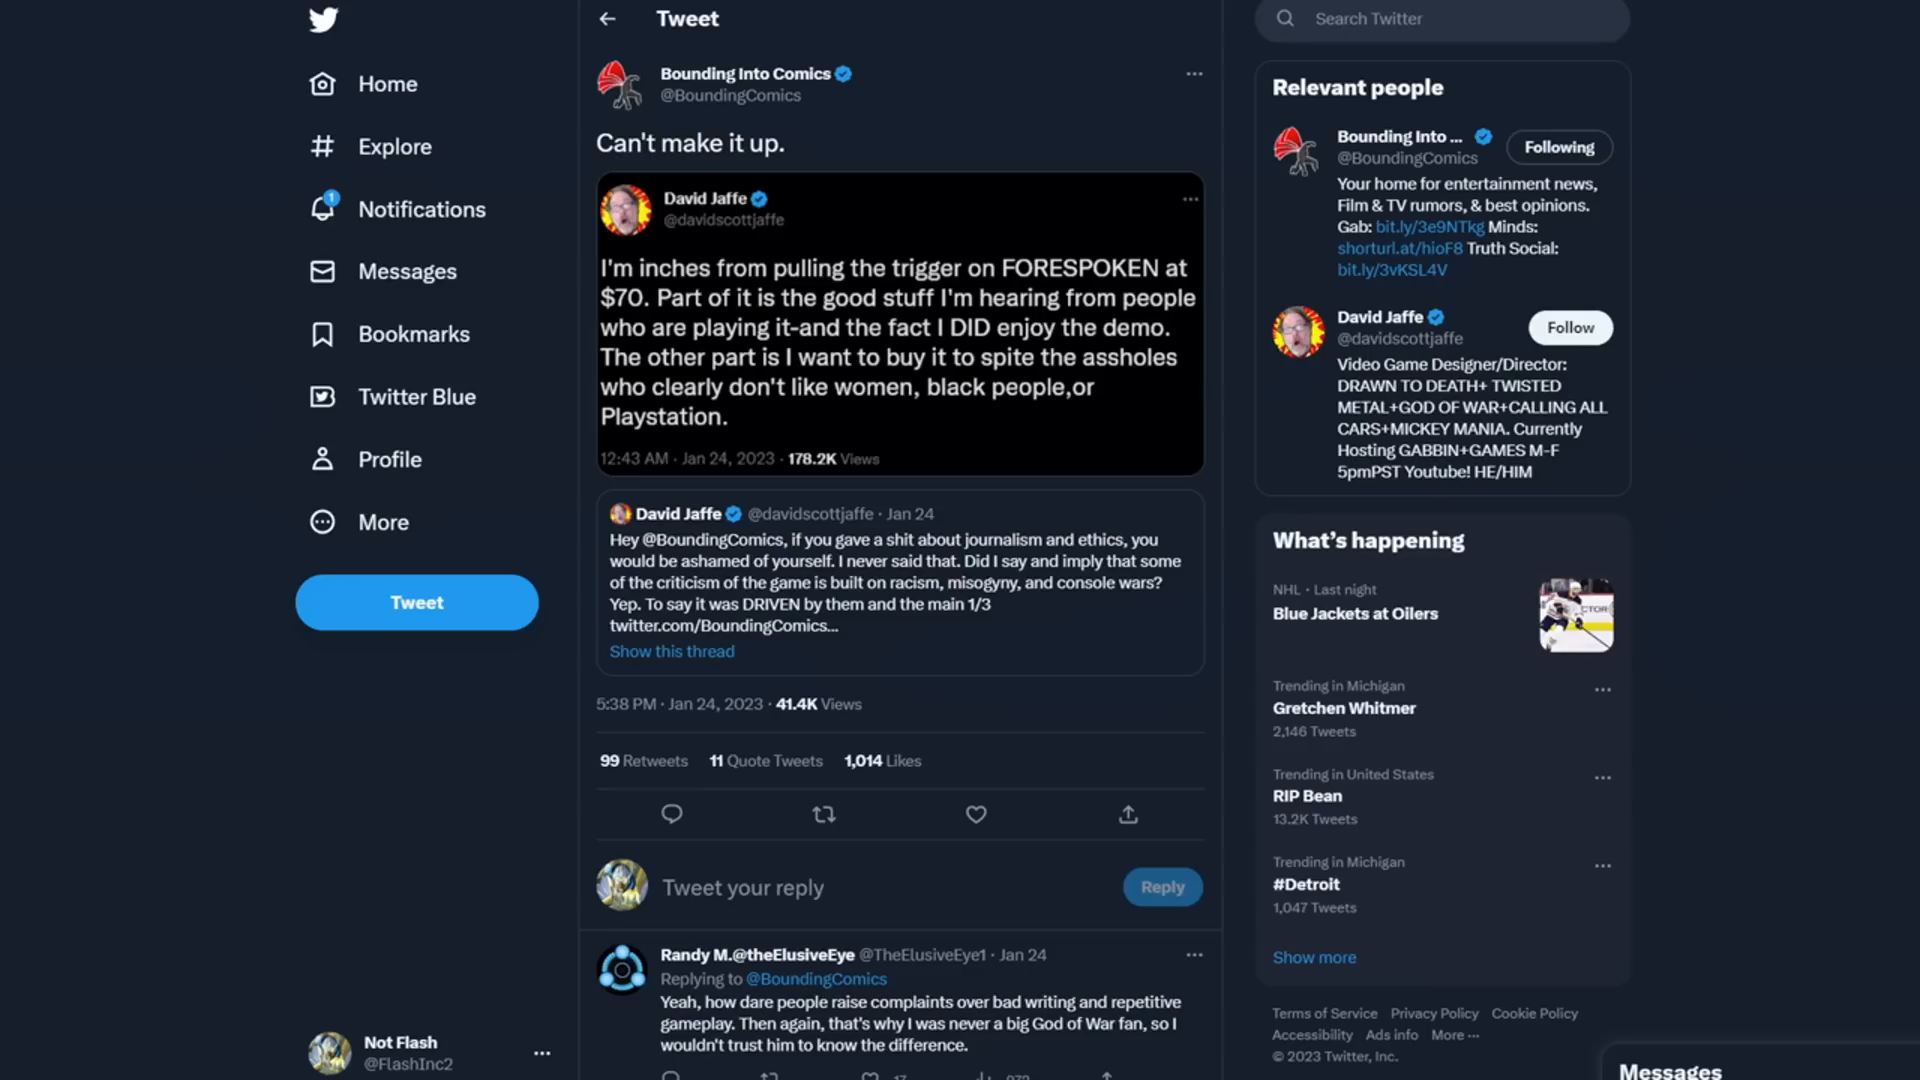 Home
Explore
1
Notifications
Messages
Bookmarks
Twitter Blue
Profile
More
Tweet
Not Flash
@FlashInc2
Tweet
Bounding Into Comics
@BoundingComics
Can't make it up.
David Jaffe
@davidscottjaffe
I'm inches from pulling the trigger on FORESPOKEN at
$70. Part of it is the good stuff I'm hearing from people
who are playing it-and the fact I DID enjoy the demo.
The other part is I want to buy it to spite the assholes
who clearly don't like women, black people,or
Playstation.
12:43 AM · Jan 24, 2023 · 178.2K Views
David Jaffe @davidscottjaffe · Jan 24
Hey @BoundingComics, if you gave a shit about journalism and ethics, you
would be ashamed of yourself. I never said that. Did I say and imply that some
of the criticism of the game is built on racism, misogyny, and console wars?
Yep. To say it was DRIVEN by them and the main 1/3
twitter.com/BoundingComics...
Show this thread
5:38 PM · Jan 24, 2023 · 41.4K Views
99 Retweets 11 Quote Tweets 1,014 Likes
Tweet your reply
Reply
Randy M.@theElusiveEye @TheElusiveEye1 · Jan 24
Replying to @BoundingComics
Yeah, how dare people raise complaints over bad writing and repetitive
gameplay. Then again, that's why I was never a big God of War fan, so I
wouldn't trust him to know the difference.
Search Twitter
Relevant people
Bounding Into ...
@BoundingComics
Following
Your home for entertainment news,
Film & TV rumors, & best opinions.
Gab: bit.ly/3e9NTkg Minds:
shorturl.at/hioF8 Truth Social:
bit.ly/3vKSL4V
David Jaffe
@davidscottjaffe
Follow
Video Game Designer/Director:
DRAWN TO DEATH+ TWISTED
METAL+GOD OF WAR+CALLING ALL
CARS+MICKEY MANIA. Currently
Hosting GABBIN+GAMES M-F
5pmPST Youtube! HE/HIM
What's happening
NHL · Last night
Blue Jackets at Oilers
Trending in Michigan
Gretchen Whitmer
2,146 Tweets
Trending in United States
RIP Bean
13.2K Tweets
Trending in Michigan
#Detroit
1,047 Tweets
Show more
Terms of Service Privacy Policy Cookie Policy
Accessibility Ads info More ...
© 2023 Twitter, Inc.
Messages